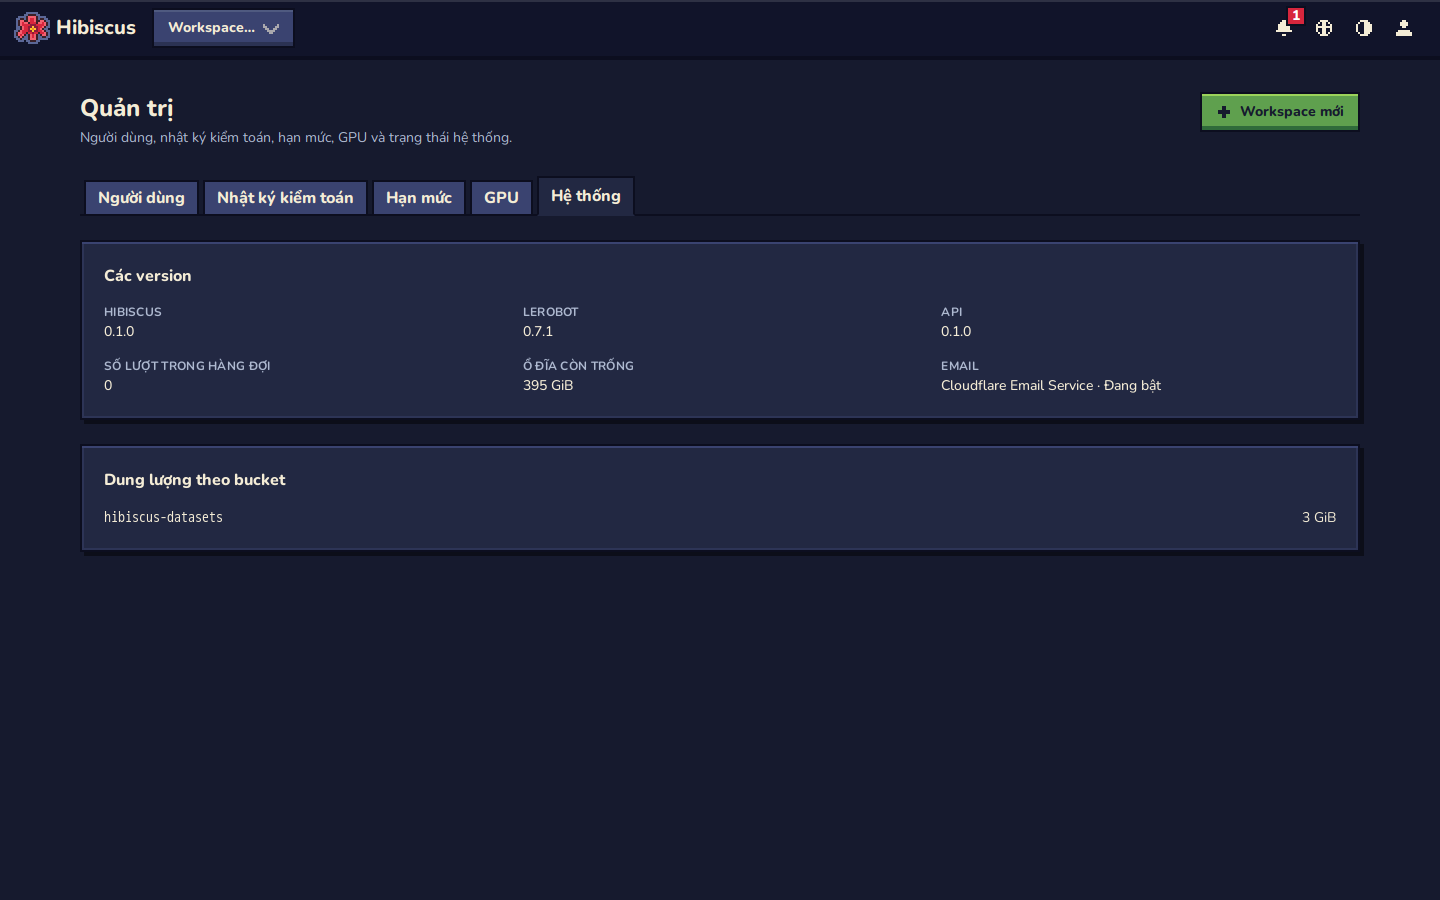 Hibiscus
Workspace...
1
Quản trị
Người dùng, nhật ký kiểm toán, hạn mức, GPU và trạng thái hệ thống.
Workspace mới
Người dùng
Nhật ký kiểm toán
Hạn mức
GPU
Hệ thống
Các version
HIBISCUS
0.1.0
LEROBOT
0.7.1
API
0.1.0
SỐ LƯỢT TRONG HÀNG ĐỢI
0
Ổ ĐĨA CÒN TRỐNG
395 GiB
EMAIL
Cloudflare Email Service · Đang bật
Dung lượng theo bucket
hibiscus-datasets
3 GiB